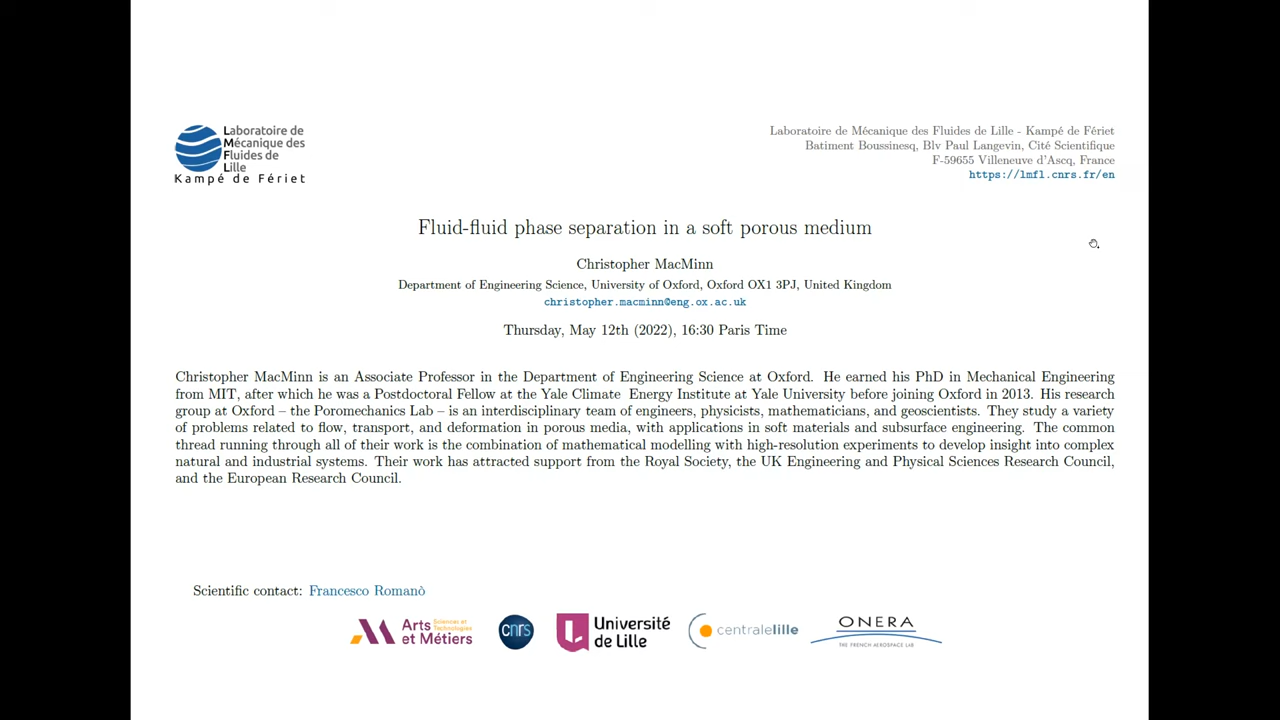 Laboratoire de
Mécanique des
Fluides de
Lille
Kampé de Fériet
Laboratoire de Mécanique des Fluides de Lille - Kampé de Fériet
Batiment Boussinesq, Blv Paul Langevin, Cité Scientifique
F-59655 Villeneuve d'Ascq, France
https://lmfl.cnrs.fr/en
Fluid-fluid phase separation in a soft porous medium
Christopher MacMinn
Department of Engineering Science, University of Oxford, Oxford OX1 3PJ, United Kingdom
christopher.macminn@eng.ox.ac.uk
Thursday, May 12th (2022), 16:30 Paris Time
Christopher MacMinn is an Associate Professor in the Department of Engineering Science at Oxford. He earned his PhD in Mechanical Engineering
from MIT, after which he was a Postdoctoral Fellow at the Yale Climate Energy Institute at Yale University before joining Oxford in 2013. His research
group at Oxford – the Poromechanics Lab – is an interdisciplinary team of engineers, physicists, mathematicians, and geoscientists. They study a variety
of problems related to flow, transport, and deformation in porous media, with applications in soft materials and subsurface engineering. The common
thread running through all of their work is the combination of mathematical modelling with high-resolution experiments to develop insight into complex
natural and industrial systems. Their work has attracted support from the Royal Society, the UK Engineering and Physical Sciences Research Council,
and the European Research Council.
Scientific contact: Francesco Romanò
Arts Sciences et Technologies
et Métiers
cnrs
Université
de Lille
centralelille
ONERA
THE FRENCH AEROSPACE LAB